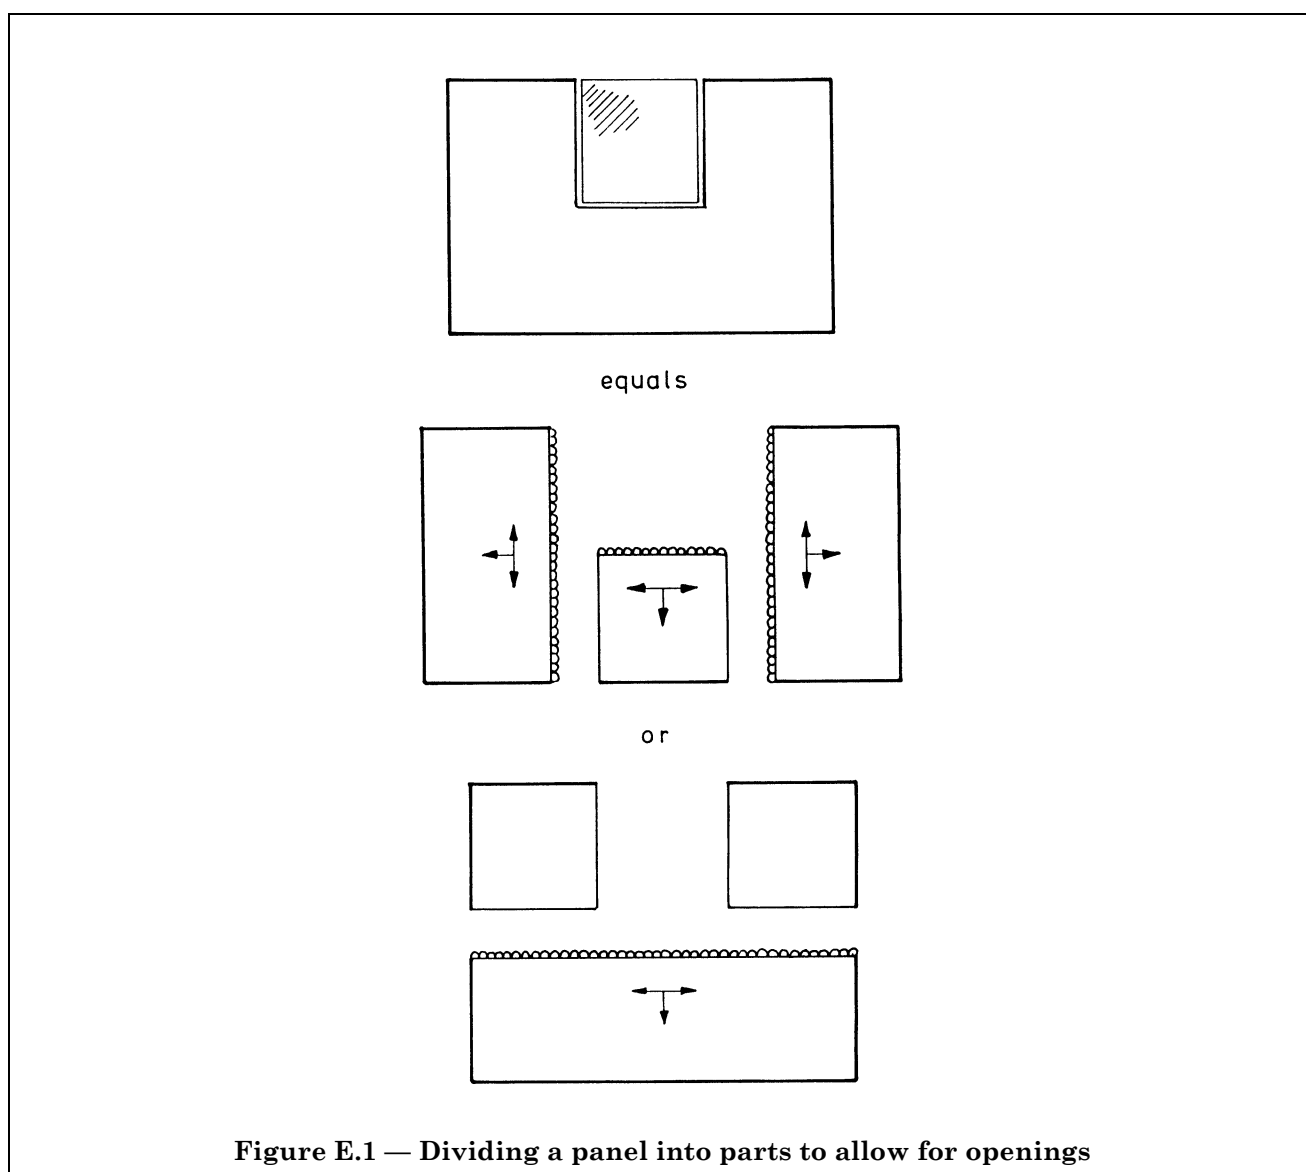 equals
or
Figure E.1 — Dividing a panel into parts to allow for openings